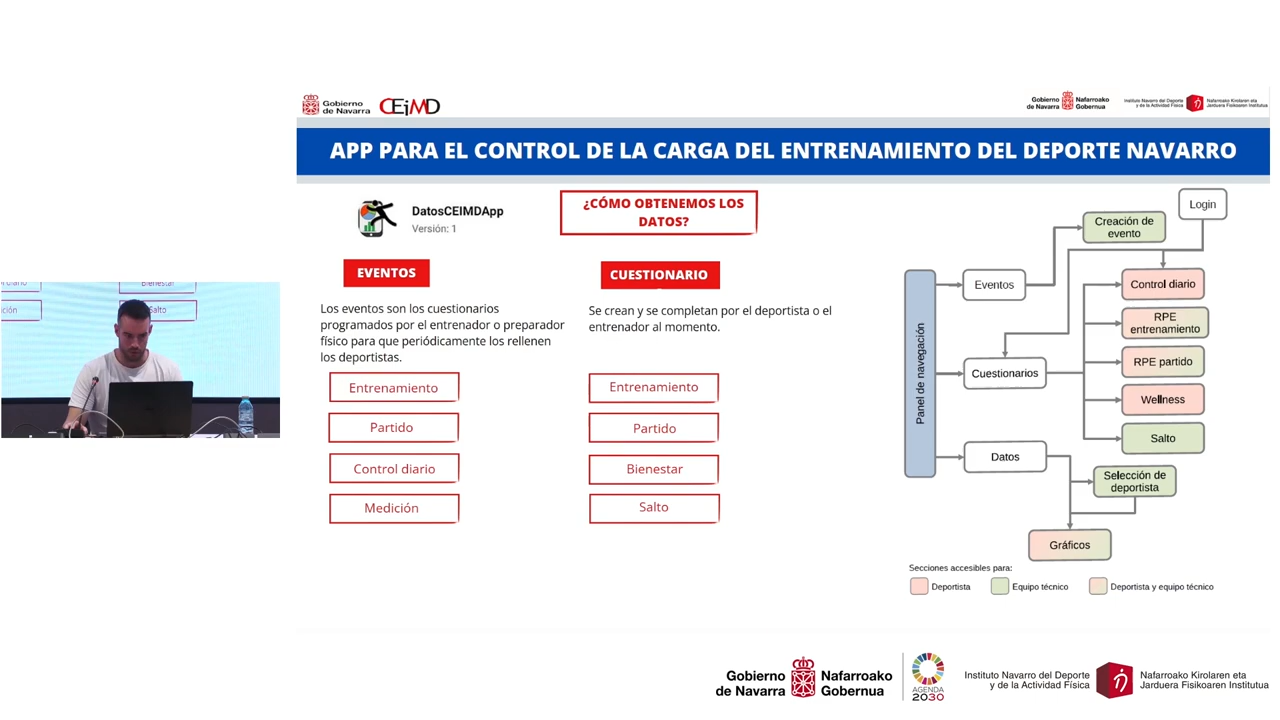 Gobierno
de Navarra
CEiMD
Gobierno
de Navarra
Nafarroako
Gobernua
Instituto Navarro del Deporte
y de la Actividad Física
Nafarroako Kirolaren eta
Jarduera Fisikoaren Institutua
APP PARA EL CONTROL DE LA CARGA DEL ENTRENAMIENTO DEL DEPORTE NAVARRO
DatosCEIMDApp
Versión: 1
¿CÓMO OBTENEMOS LOS
DATOS?
EVENTOS
Los eventos son los cuestionarios
programados por el entrenador o preparador
físico para que periódicamente los rellenen
los deportistas.
Entrenamiento
Partido
Control diario
Medición
CUESTIONARIO
Se crean y se completan por el deportista o el
entrenador al momento.
Entrenamiento
Partido
Bienestar
Salto
Login
Creación de
evento
Panel de navegación
Eventos
Control diario
RPE
entrenamiento
Cuestionarios
RPE partido
Wellness
Salto
Datos
Selección de
deportista
Gráficos
Secciones accesibles para:
Deportista
Equipo técnico
Deportista y equipo técnico
Bienestar
Salto
Gobierno
de Navarra
Nafarroako
Gobernua
AGENDA
2030
Instituto Navarro del Deporte
y de la Actividad Física
Nafarroako Kirolaren eta
Jarduera Fisikoaren Institutua